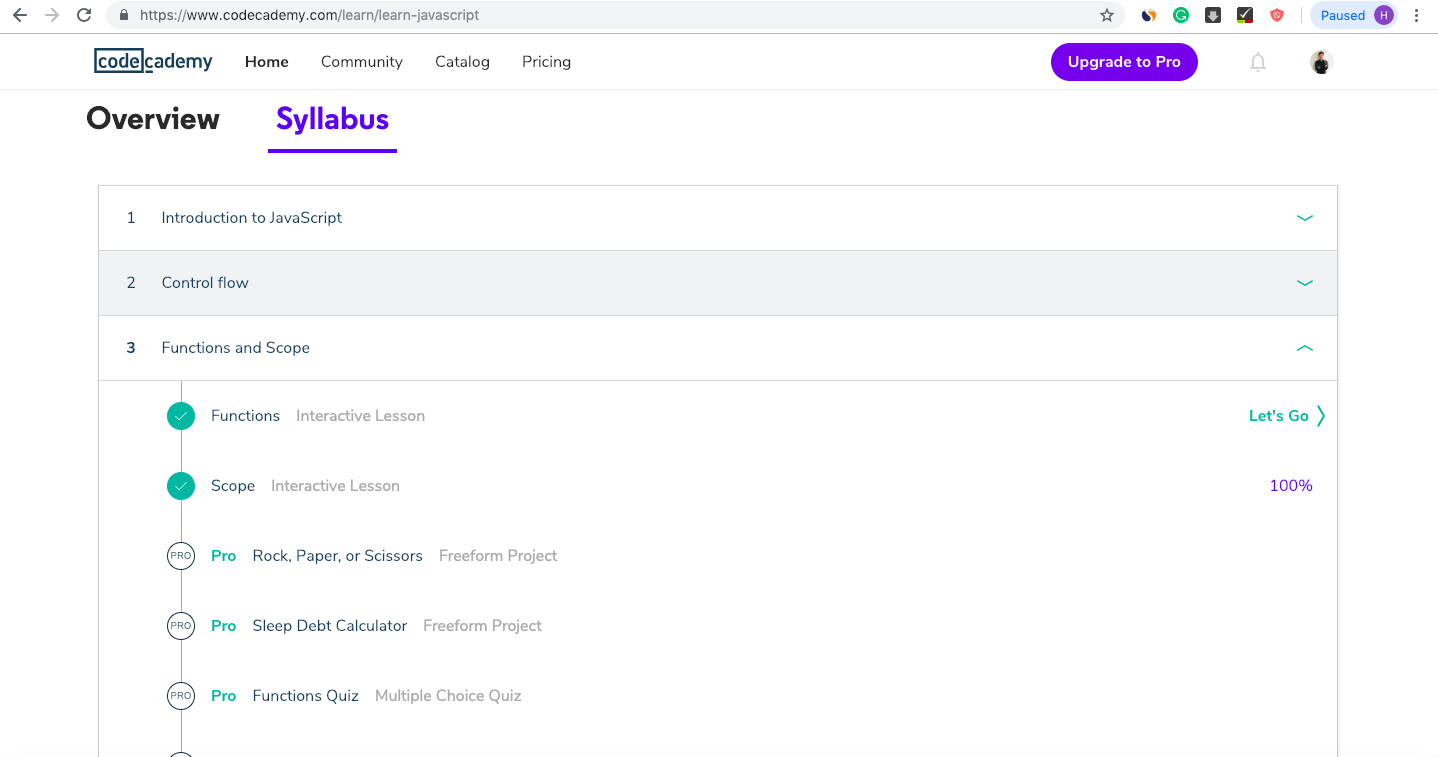 https://www.codecademy.com/learn/learn-javascript Paused H
codecademy Home Community Catalog Pricing Upgrade to Pro
Overview Syllabus
1 Introduction to JavaScript
2 Control flow
3 Functions and Scope
Functions Interactive Lesson Let's Go
Scope Interactive Lesson 100%
PRO Pro Rock, Paper, or Scissors Freeform Project
PRO Pro Sleep Debt Calculator Freeform Project
PRO Pro Functions Quiz Multiple Choice Quiz